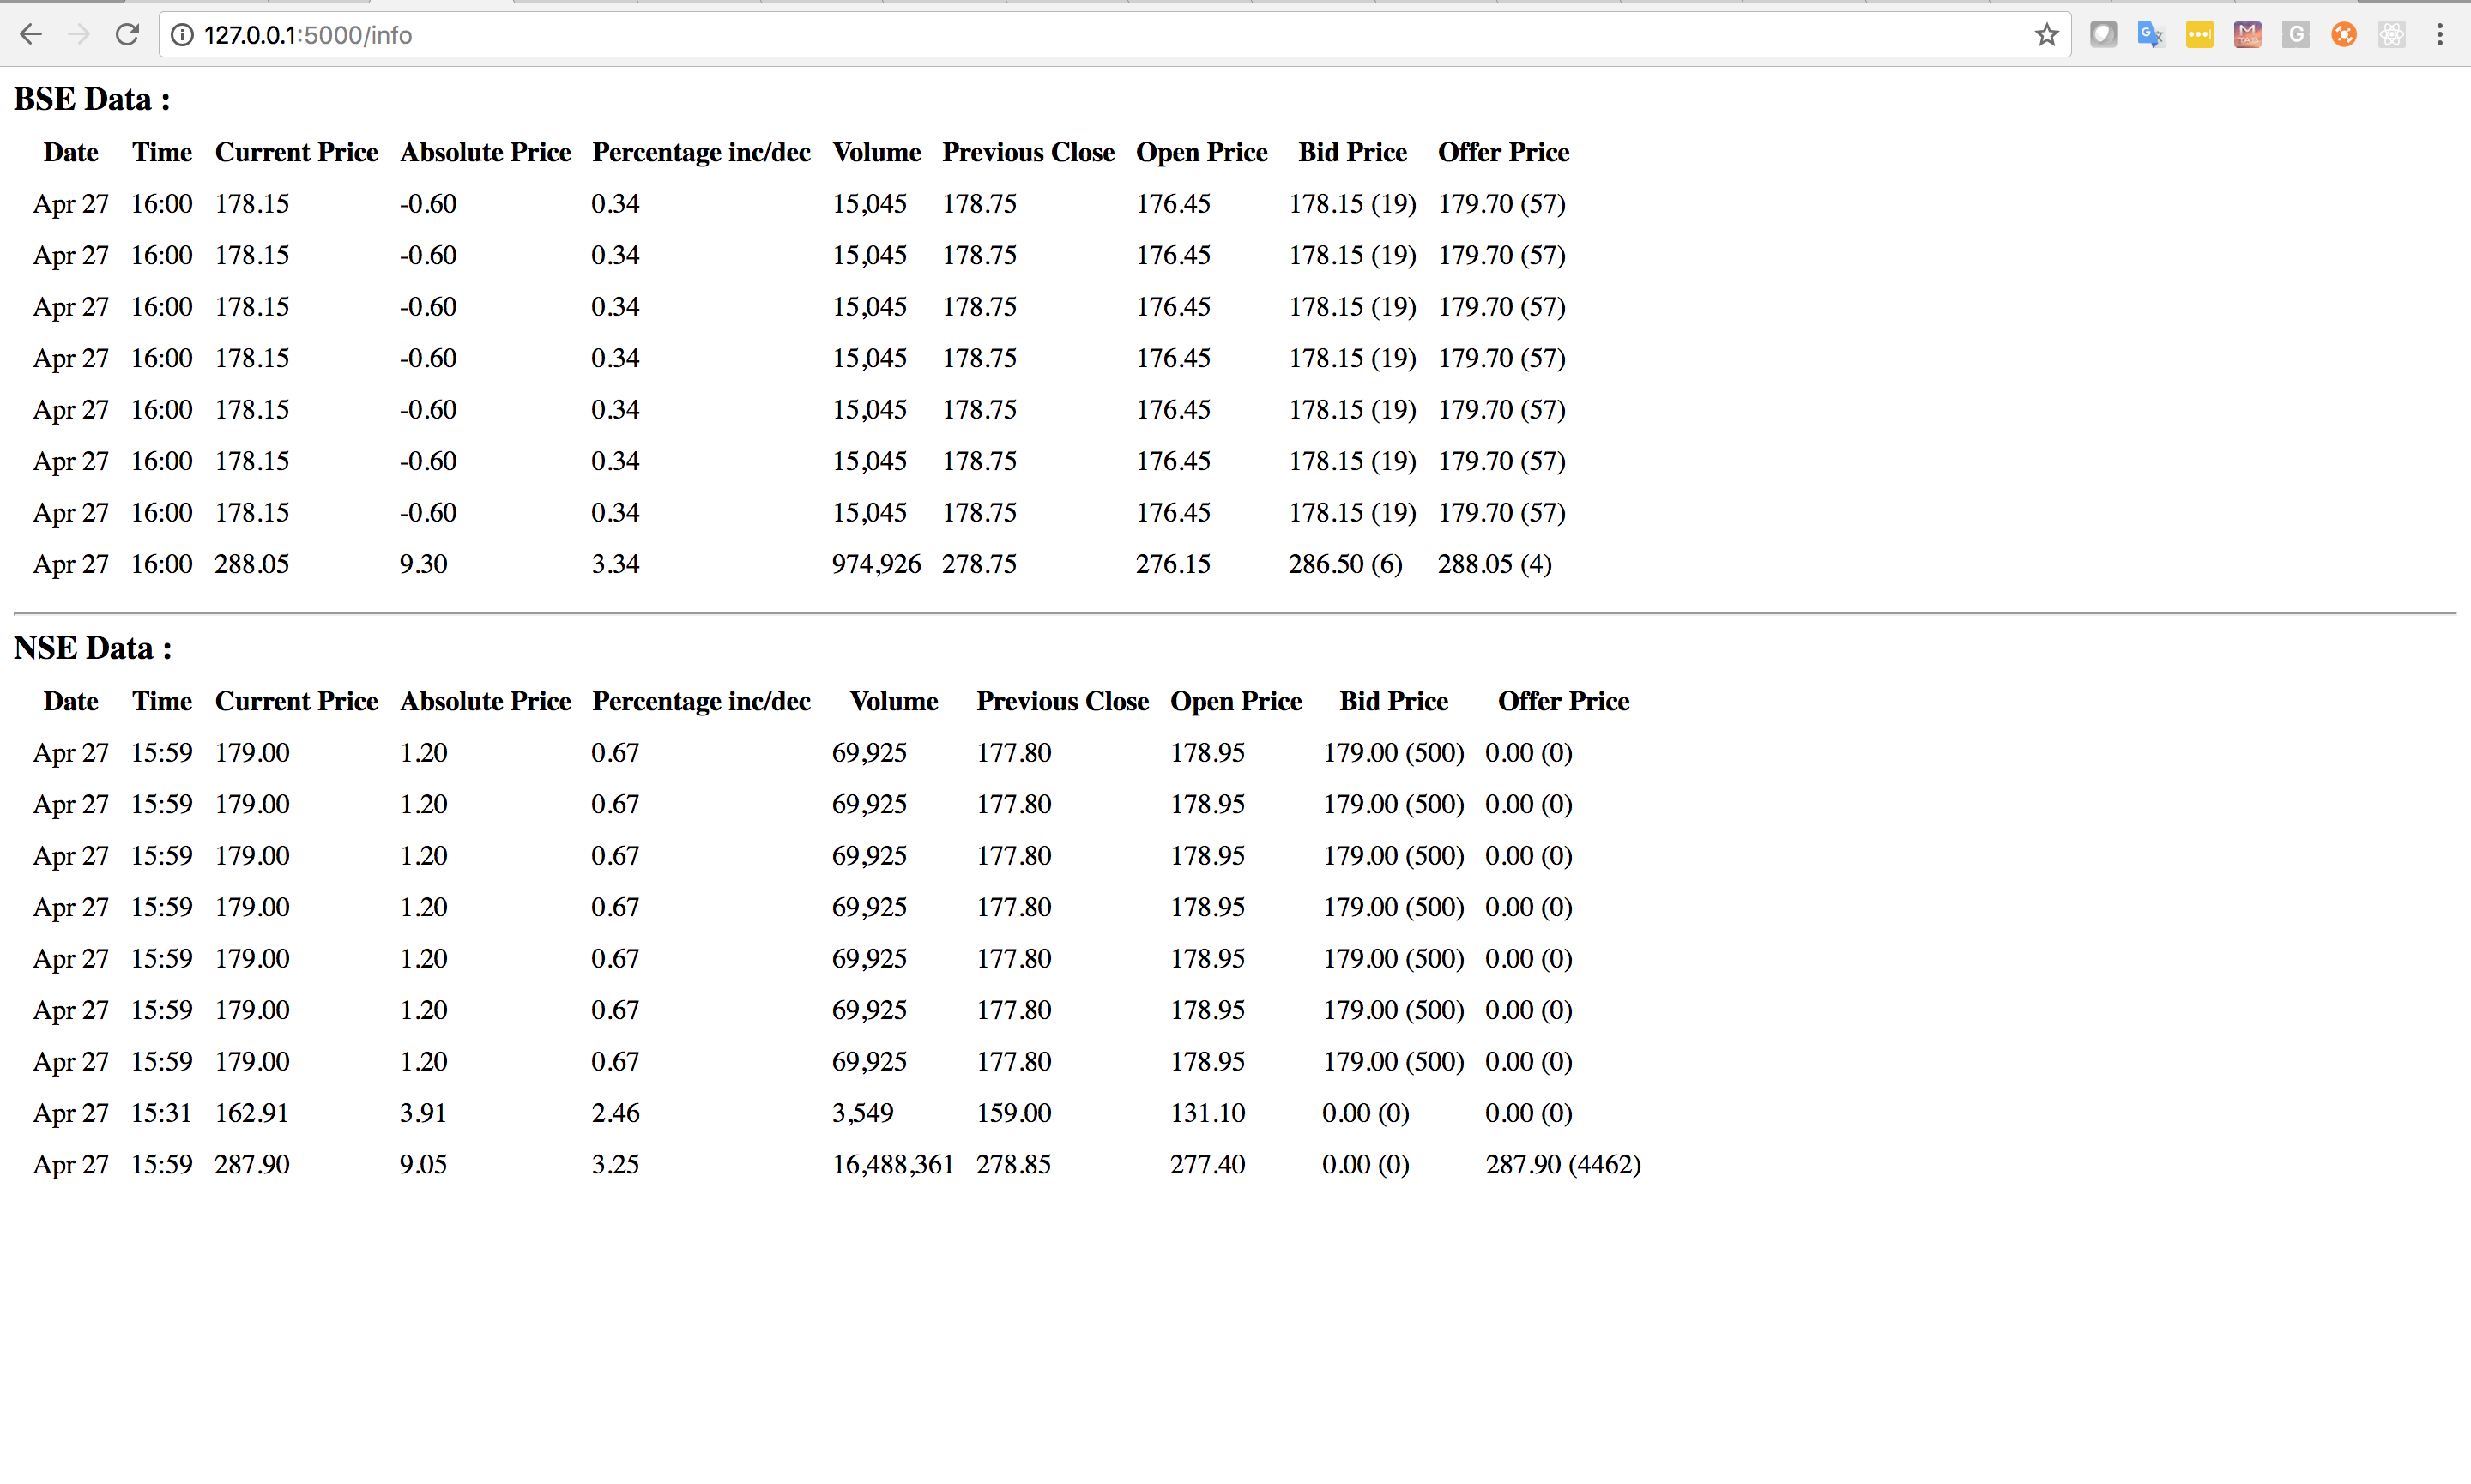 127.0.0.1:5000/info
BSE Data :
Date Time Current Price Absolute Price Percentage inc/dec Volume Previous Close Open Price Bid Price Offer Price
Apr 27 16:00 178.15 -0.60 0.34 15,045 178.75 176.45 178.15 (19) 179.70 (57)
Apr 27 16:00 178.15 -0.60 0.34 15,045 178.75 176.45 178.15 (19) 179.70 (57)
Apr 27 16:00 178.15 -0.60 0.34 15,045 178.75 176.45 178.15 (19) 179.70 (57)
Apr 27 16:00 178.15 -0.60 0.34 15,045 178.75 176.45 178.15 (19) 179.70 (57)
Apr 27 16:00 178.15 -0.60 0.34 15,045 178.75 176.45 178.15 (19) 179.70 (57)
Apr 27 16:00 178.15 -0.60 0.34 15,045 178.75 176.45 178.15 (19) 179.70 (57)
Apr 27 16:00 178.15 -0.60 0.34 15,045 178.75 176.45 178.15 (19) 179.70 (57)
Apr 27 16:00 288.05 9.30 3.34 974,926 278.75 276.15 286.50 (6) 288.05 (4)
NSE Data :
Date Time Current Price Absolute Price Percentage inc/dec Volume Previous Close Open Price Bid Price Offer Price
Apr 27 15:59 179.00 1.20 0.67 69,925 177.80 178.95 179.00 (500) 0.00 (0)
Apr 27 15:59 179.00 1.20 0.67 69,925 177.80 178.95 179.00 (500) 0.00 (0)
Apr 27 15:59 179.00 1.20 0.67 69,925 177.80 178.95 179.00 (500) 0.00 (0)
Apr 27 15:59 179.00 1.20 0.67 69,925 177.80 178.95 179.00 (500) 0.00 (0)
Apr 27 15:59 179.00 1.20 0.67 69,925 177.80 178.95 179.00 (500) 0.00 (0)
Apr 27 15:59 179.00 1.20 0.67 69,925 177.80 178.95 179.00 (500) 0.00 (0)
Apr 27 15:59 179.00 1.20 0.67 69,925 177.80 178.95 179.00 (500) 0.00 (0)
Apr 27 15:31 162.91 3.91 2.46 3,549 159.00 131.10 0.00 (0) 0.00 (0)
Apr 27 15:59 287.90 9.05 3.25 16,488,361 278.85 277.40 0.00 (0) 287.90 (4462)